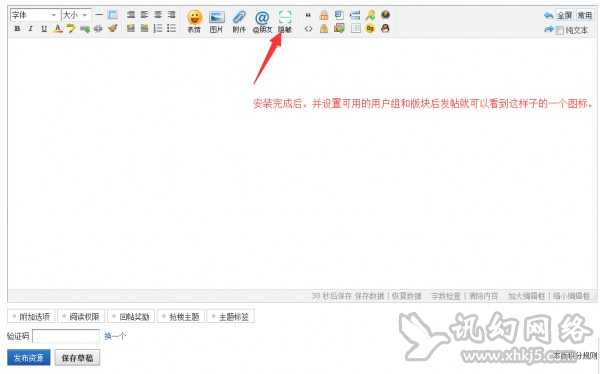 字体 大小 全屏 常用
B I U A 纯文本
表情 图片 附件 @朋友 隐藏
安装完成后，并设置可用的用户组和版块后发帖就可以看到这样子的一个图标。
30 秒后保存 保存数据 | 恢复数据 字数检查 | 清除内容 加大编辑框 | 缩小编辑框
附加选项 阅读权限 回帖奖励 抢楼主题 主题标签
验证码 换一个
发布资源 保存草稿 本版积分规则
讯幻网络
www.xhkj5.com